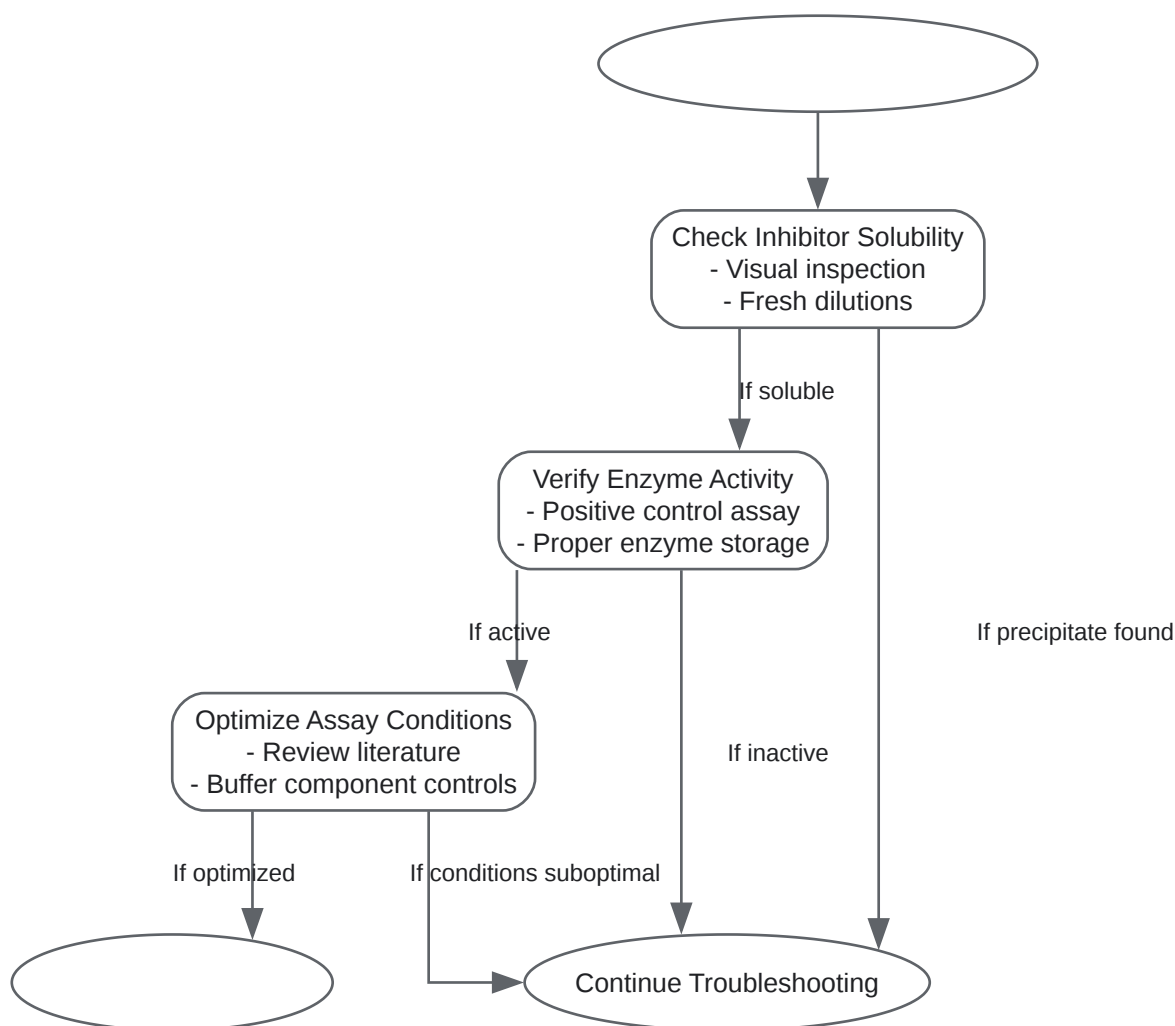 Check Inhibitor Solubility
- Visual inspection
- Fresh dilutions
If soluble
Verify Enzyme Activity
- Positive control assay
- Proper enzyme storage
If active
If precipitate found
Optimize Assay Conditions
- Review literature
- Buffer component controls
If inactive
If optimized
If conditions suboptimal
Continue Troubleshooting